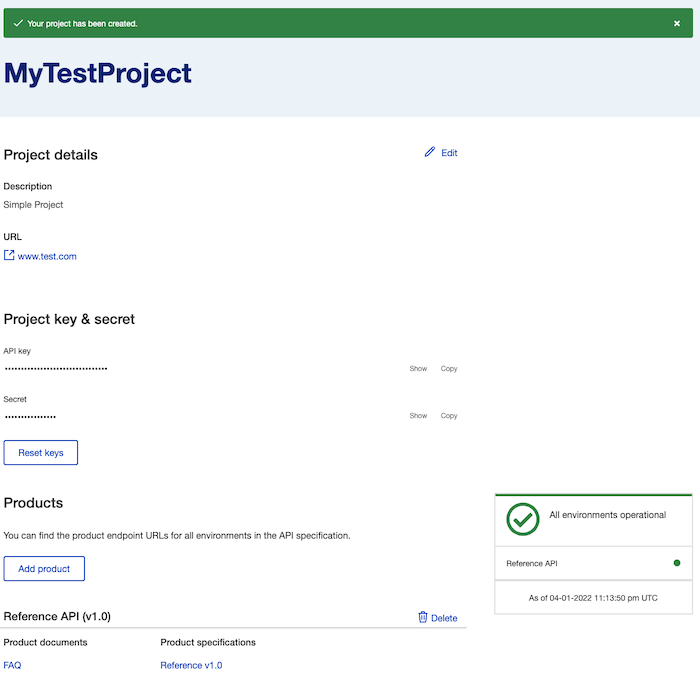 Your project has been created.
MyTestProject
Project details
Edit
Description
Simple Project
URL
www.test.com
Project key & secret
API key
•••••••••••••••••••••••••••••••• Show Copy
Secret
•••••••••••••••• Show Copy
Reset keys
Products
You can find the product endpoint URLs for all environments in the API specification.
Add product
All environments operational
Reference API
As of 04-01-2022 11:13:50 pm UTC
Reference API (v1.0) Delete
Product documents Product specifications
FAQ Reference v1.0